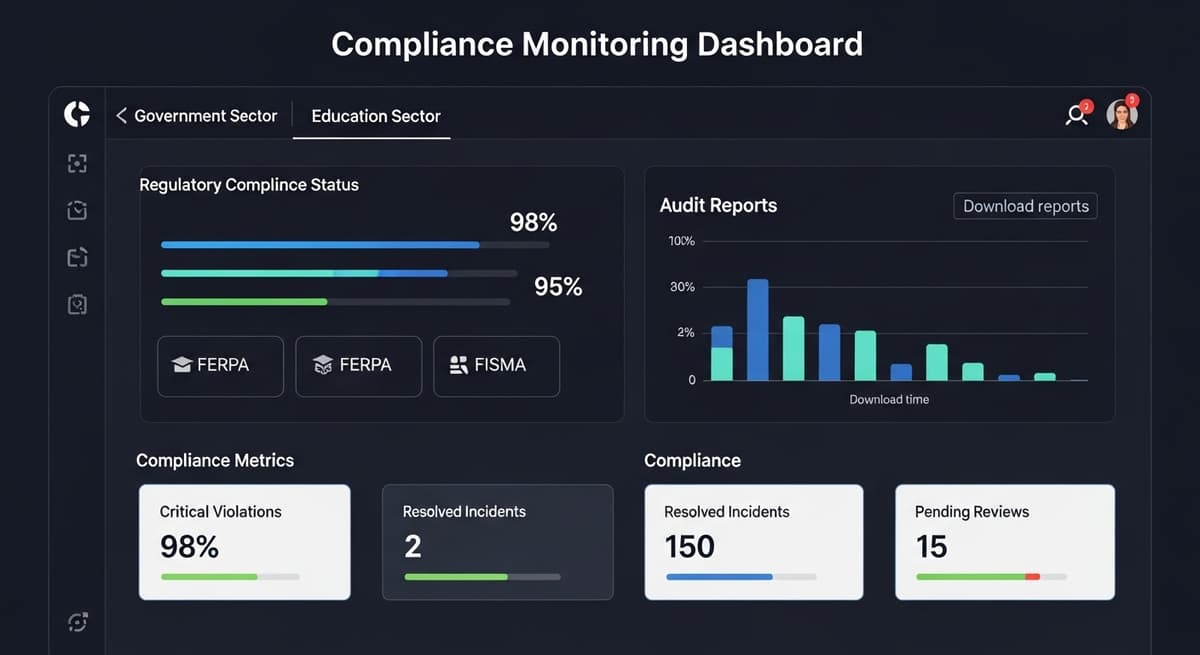 Compliance Monitoring Dashboard
Government Sector
Education Sector
2
3
Regulatory Complince Status
98%
95%
FERPA
FERPA
FISMA
Audit Reports
Download reports
100%
30%
2%
0
Download time
Compliance Metrics
Critical Violations
98%
Resolved Incidents
2
Compliance
Resolved Incidents
150
Pending Reviews
15